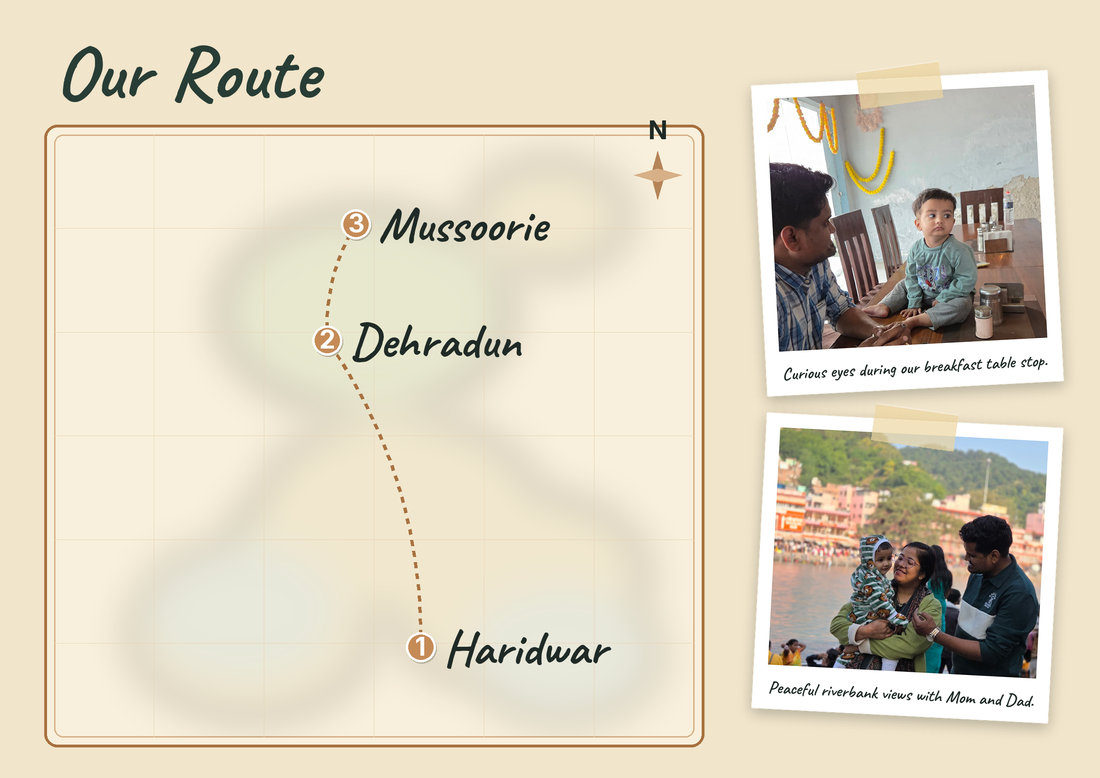 Our Route
N
3 Mussoorie
2 Dehradun
1 Haridwar
Curious eyes during our breakfast table stop.
Peaceful riverbank views with Mom and Dad.